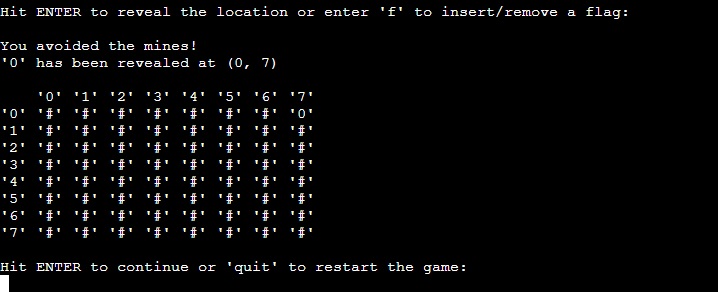 Hit ENTER to reveal the location or enter 'f' to insert/remove a flag:
You avoided the mines!
'0' has been revealed at (0, 7)
'0' '1' '2' '3' '4' '5' '6' '7'
'0' '#' '#' '#' '#' '#' '#' '#' '0'
'1' '#' '#' '#' '#' '#' '#' '#' '#'
'2' '#' '#' '#' '#' '#' '#' '#' '#'
'3' '#' '#' '#' '#' '#' '#' '#' '#'
'4' '#' '#' '#' '#' '#' '#' '#' '#'
'5' '#' '#' '#' '#' '#' '#' '#' '#'
'6' '#' '#' '#' '#' '#' '#' '#' '#'
'7' '#' '#' '#' '#' '#' '#' '#' '#'
Hit ENTER to continue or 'quit' to restart the game: